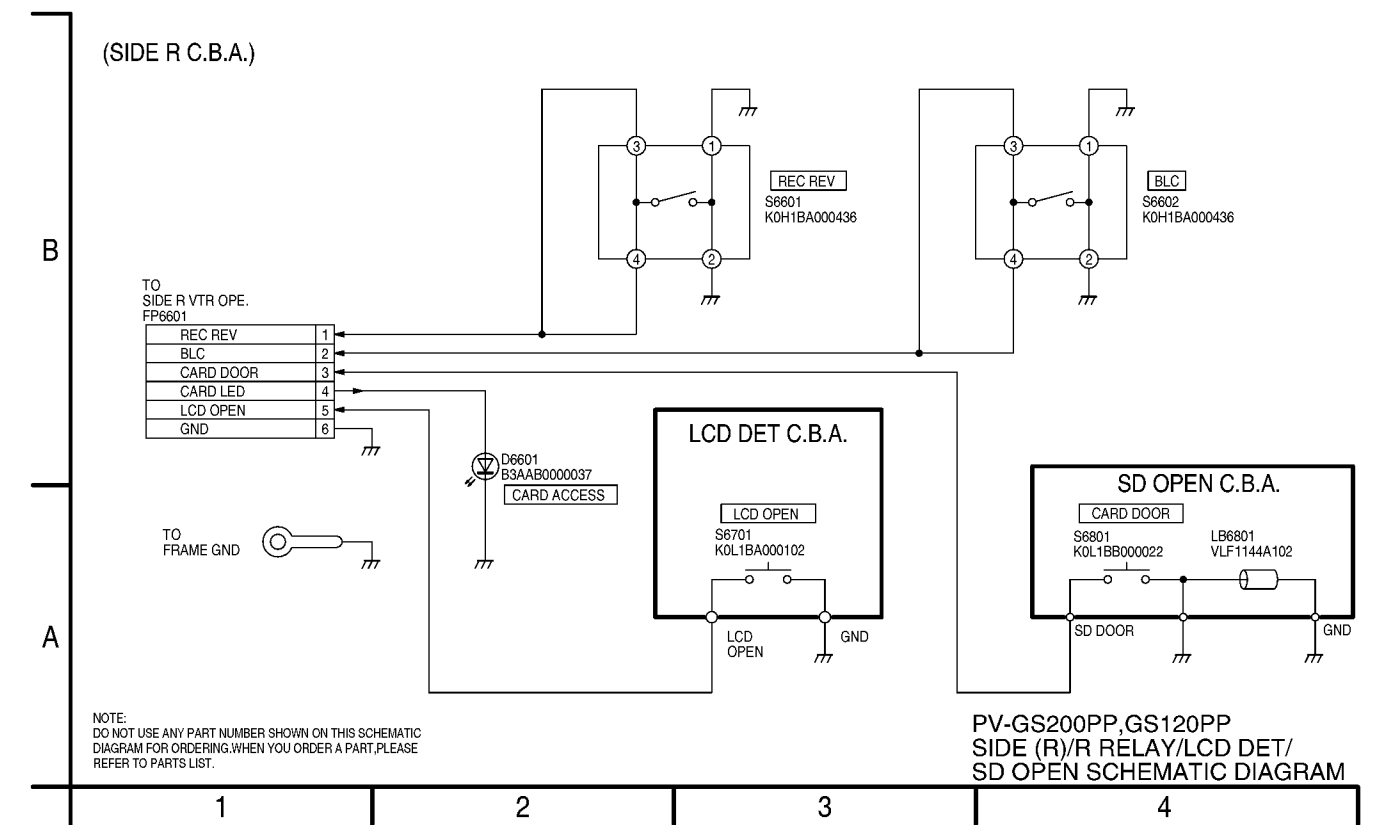 (SIDE R C.B.A.)
3
1
REC REV
S6601
K0H1BA000436
4
2
3
1
BLC
S6602
K0H1BA000436
4
2
B
TO
SIDE R VTR OPE.
FP6601
REC REV 1
BLC 2
CARD DOOR 3
CARD LED 4
LCD OPEN 5
GND 6
D6601
B3AAB0000037
CARD ACCESS
TO
FRAME GND
LCD DET C.B.A.
LCD OPEN
S6701
K0L1BA000102
LCD
OPEN
GND
SD OPEN C.B.A.
CARD DOOR
S6801
K0L1BB000022
LB6801
VLF1144A102
SD DOOR
GND
A
NOTE:
DO NOT USE ANY PART NUMBER SHOWN ON THIS SCHEMATIC
DIAGRAM FOR ORDERING.WHEN YOU ORDER A PART,PLEASE
REFER TO PARTS LIST.
PV-GS200PP,GS120PP
SIDE (R)/R RELAY/LCD DET/
SD OPEN SCHEMATIC DIAGRAM
1 2 3 4